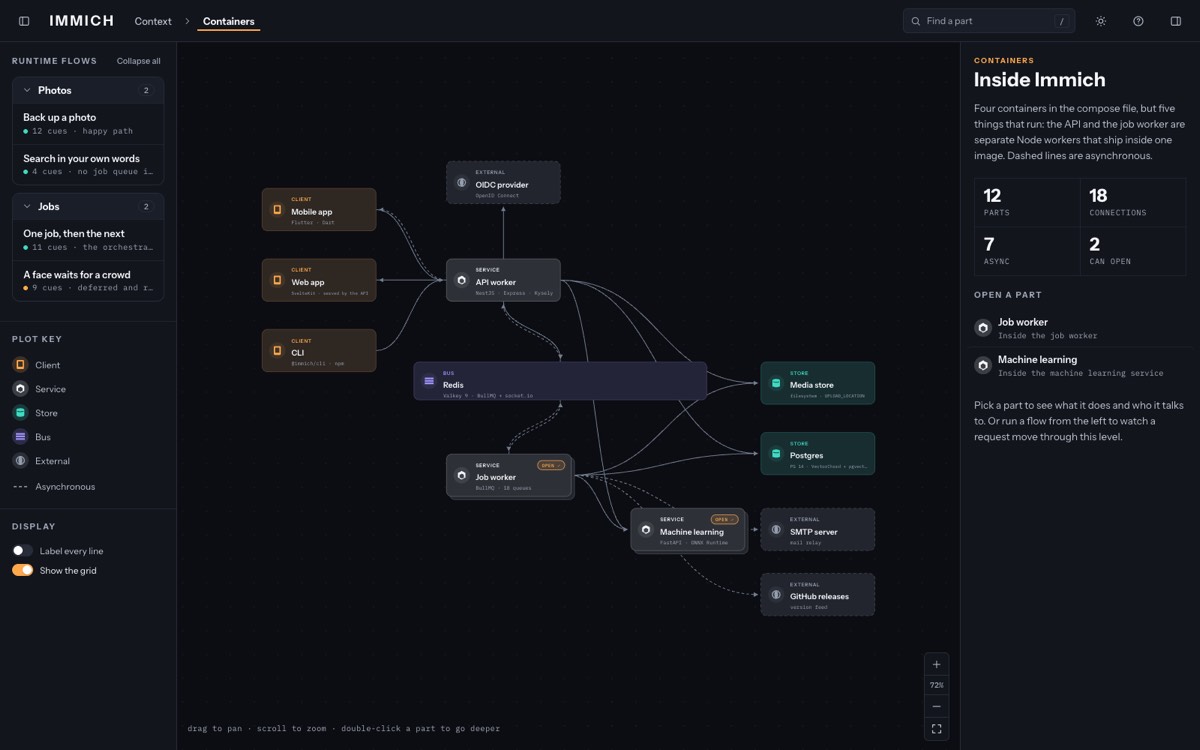 IMMICH
Context
Containers
Find a part
/
RUNTIME FLOWS
Collapse all
Photos
2
Back up a photo
12 cues · happy path
Search in your own words
4 cues · no job queue i…
Jobs
2
One job, then the next
11 cues · the orchestra…
A face waits for a crowd
9 cues · deferred and r…
PLOT KEY
Client
Service
Store
Bus
External
Asynchronous
DISPLAY
Label every line
Show the grid
EXTERNAL
OIDC provider
OpenID Connect
CLIENT
Mobile app
Flutter · Dart
CLIENT
Web app
SvelteKit · served by the API
SERVICE
API worker
NestJS · Express · Kysely
CLIENT
CLI
@immich/cli · npm
BUS
Redis
Valkey 9 · BullMQ + socket.io
STORE
Media store
filesystem · UPLOAD_LOCATION
STORE
Postgres
SERVICE
OPEN
Job worker
BullMQ · 18 queues
SERVICE
OPEN
Machine learning
FastAPI · ONNX Runtime
EXTERNAL
SMTP server
mail relay
EXTERNAL
GitHub releases
version feed
drag to pan · scroll to zoom · double-click a part to go deeper
72%
CONTAINERS
Inside Immich
Four containers in the compose file, but five
things that run: the API and the job worker are
separate Node workers that ship inside one
image. Dashed lines are asynchronous.
12
PARTS
18
CONNECTIONS
7
ASYNC
2
CAN OPEN
OPEN A PART
Job worker
Inside the job worker
Machine learning
Inside the machine learning service
Pick a part to see what it does and who it talks
to. Or run a flow from the left to watch a
request move through this level.